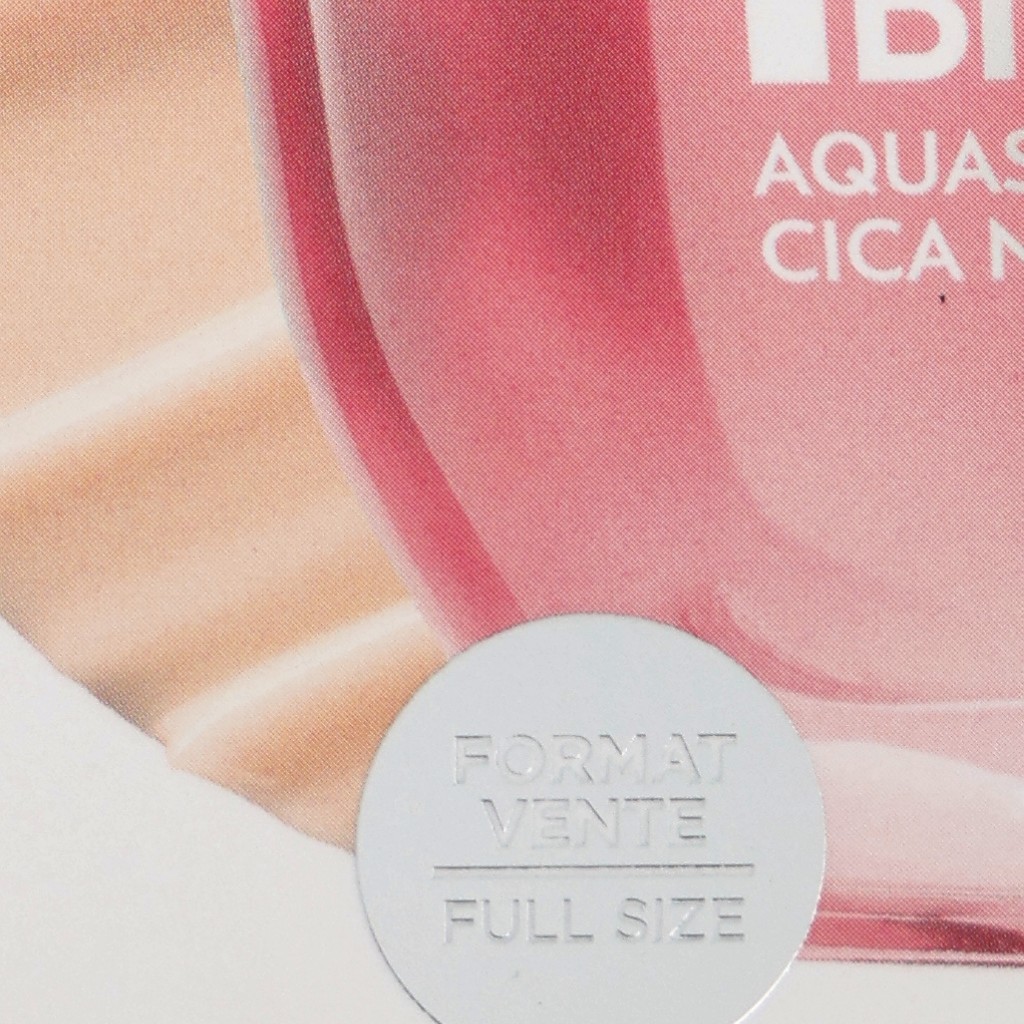 AQUAS
CICA
FORMAT
VENTE
FULL SIZE